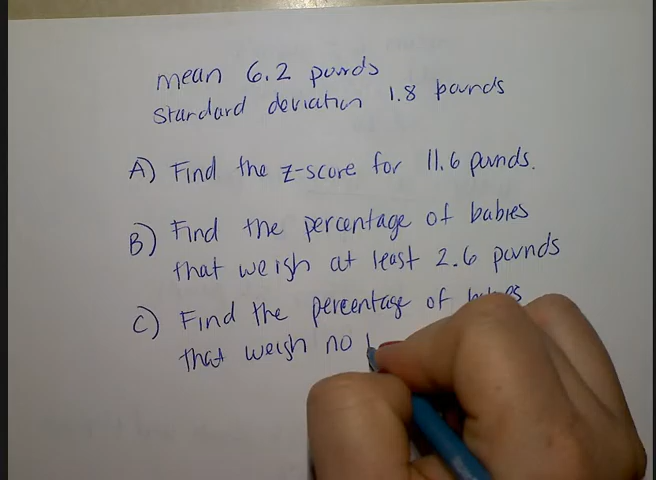 mean 6.2 pounds
standard deviation 1.8 pounds
A) Find the z-score for 11.6 pounds.
B) Find the percentage of babies
that weigh at least 2.6 pounds
C) Find the percentage of babies
that weigh no